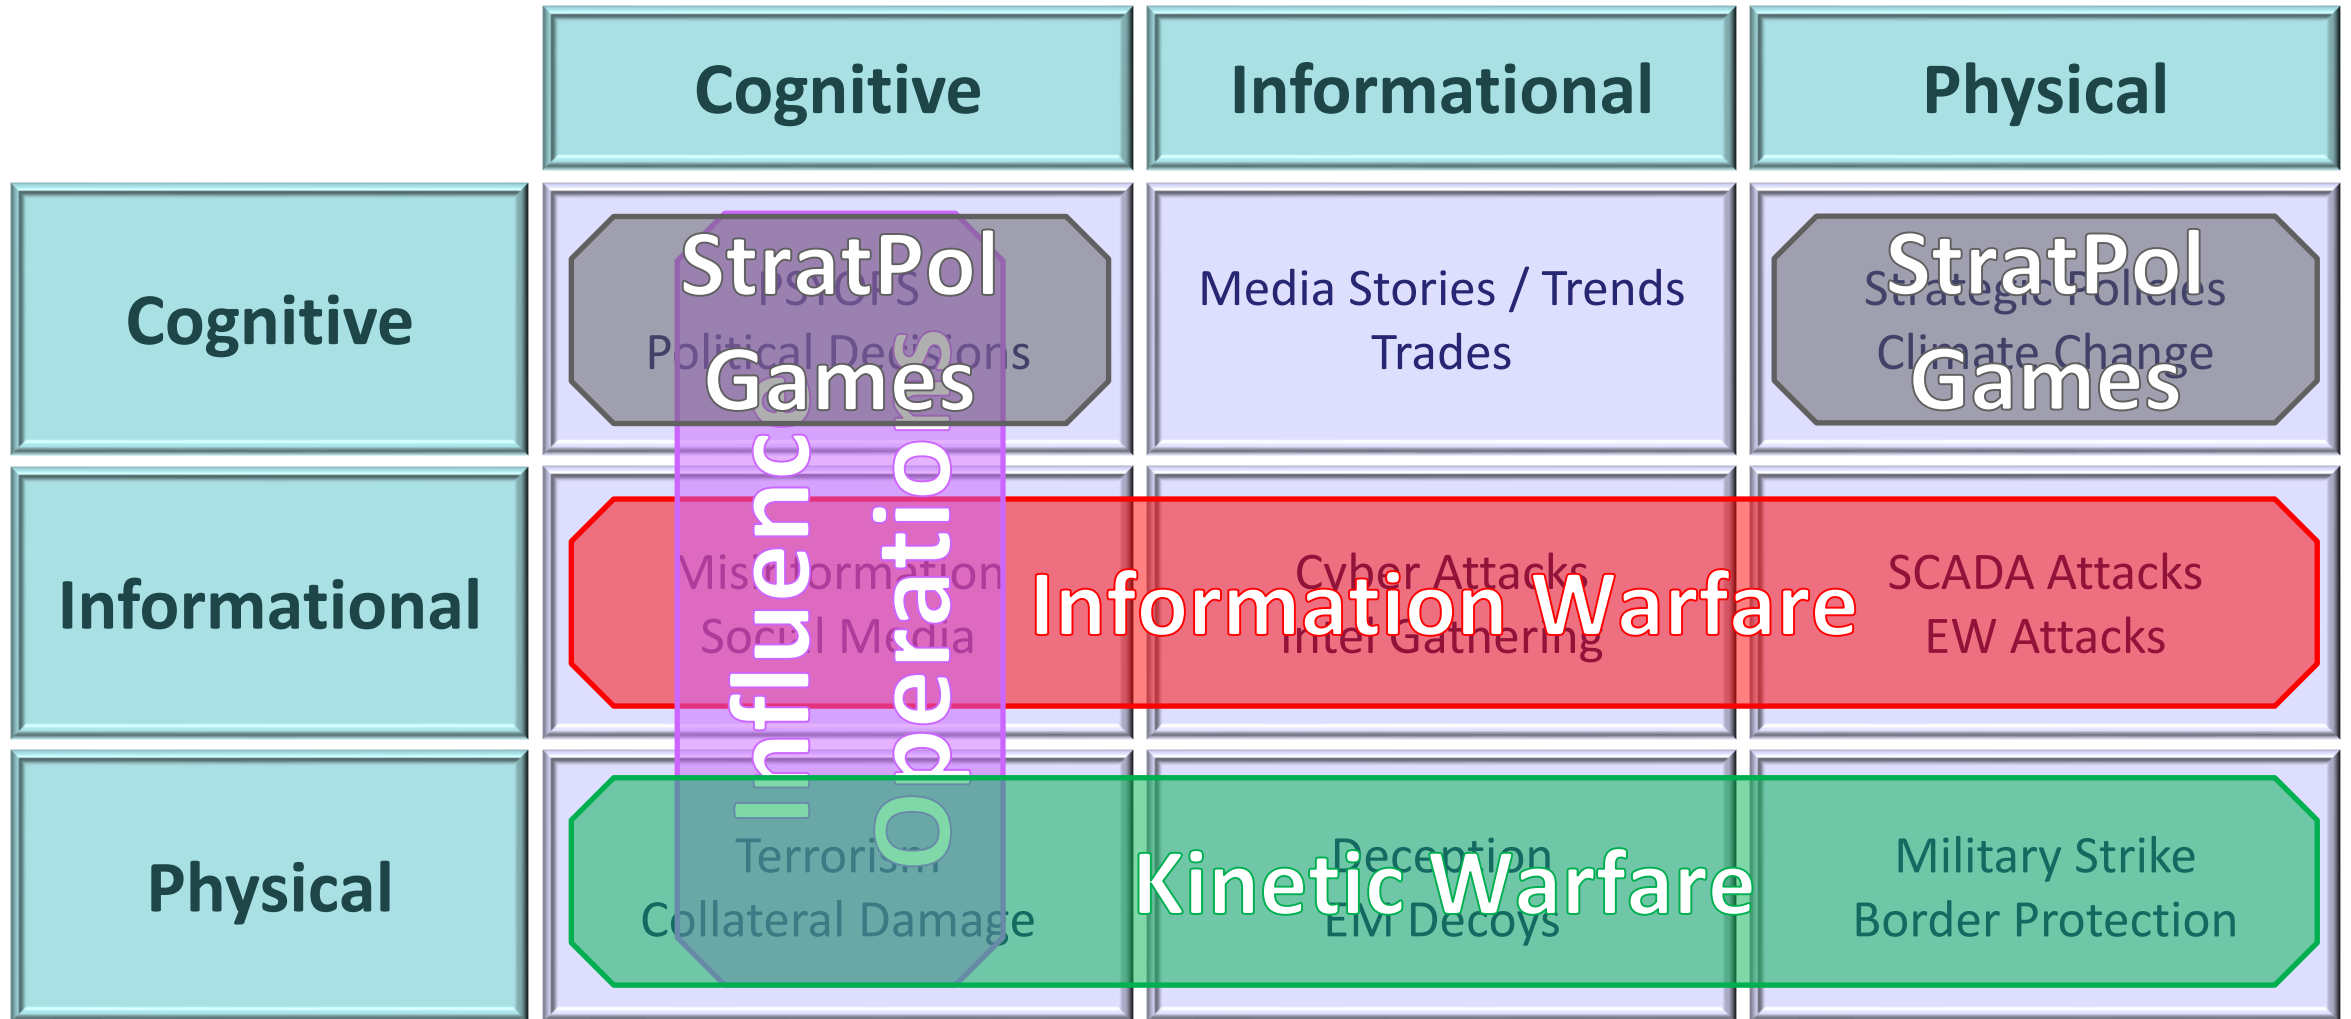 Cognitive
Informational
Physical
Cognitive
PSYOPS
Political Decisions
StratPol
Games
Media Stories / Trends
Trades
Strategic Policies
Climate Change
StratPol
Games
Influence
Operations
Informational
Misinformation
Social Media
Cyber Attacks
Intel Gathering
Information Warfare
SCADA Attacks
EW Attacks
Physical
Terrorism
Collateral Damage
Deception
EM Decoys
Kinetic Warfare
Military Strike
Border Protection